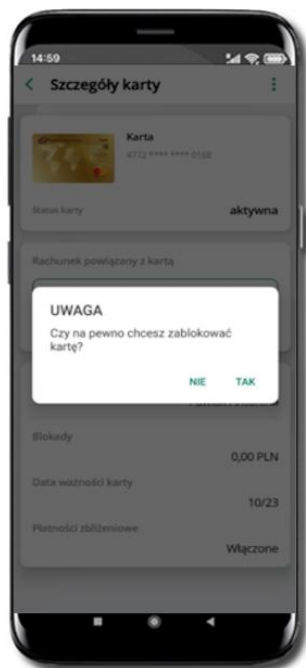 14:59
Szczegóły karty
Karta
4772 **** **** 0168
Status karty
aktywna
Rachunek powiązany z kartą
UWAGA
Czy na pewno chcesz zablokować
kartę?
NIE TAK
Blokady
0,00 PLN
Data ważności karty
10/23
Płatności zbliżeniowe
Włączone